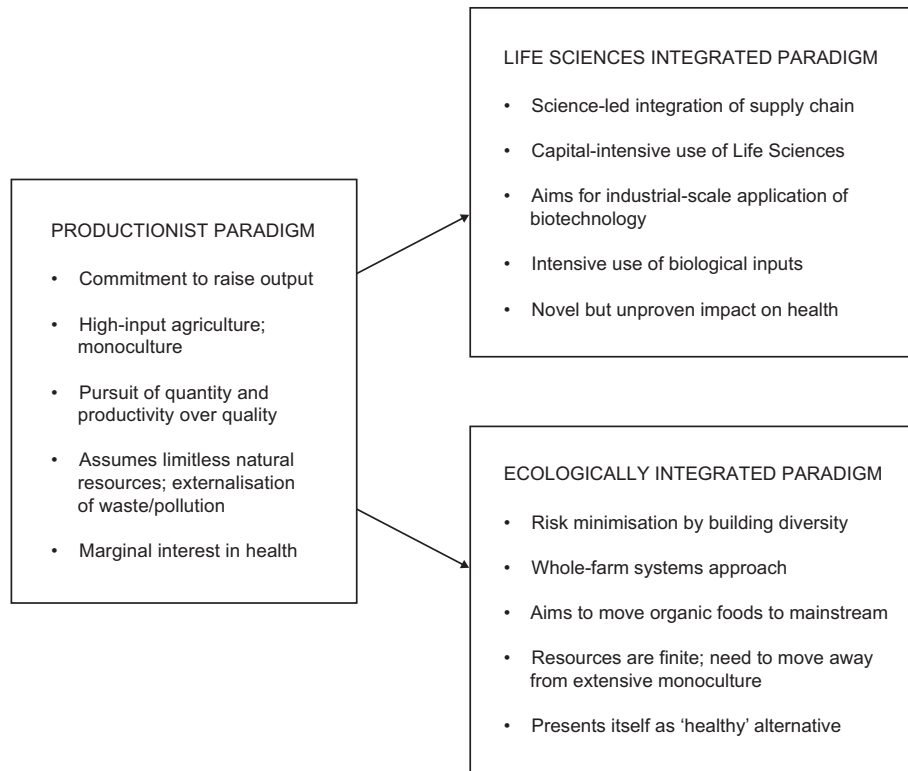 PRODUCTIONIST PARADIGM
• Commitment to raise output
• High-input agriculture;
monoculture
• Pursuit of quantity and
productivity over quality
• Assumes limitless natural
resources; externalisation
of waste/pollution
• Marginal interest in health
LIFE SCIENCES INTEGRATED PARADIGM
• Science-led integration of supply chain
• Capital-intensive use of Life Sciences
• Aims for industrial-scale application of
biotechnology
• Intensive use of biological inputs
• Novel but unproven impact on health
ECOLOGICALLY INTEGRATED PARADIGM
• Risk minimisation by building diversity
• Whole-farm systems approach
• Aims to move organic foods to mainstream
• Resources are finite; need to move away
from extensive monoculture
• Presents itself as ‘healthy’ alternative